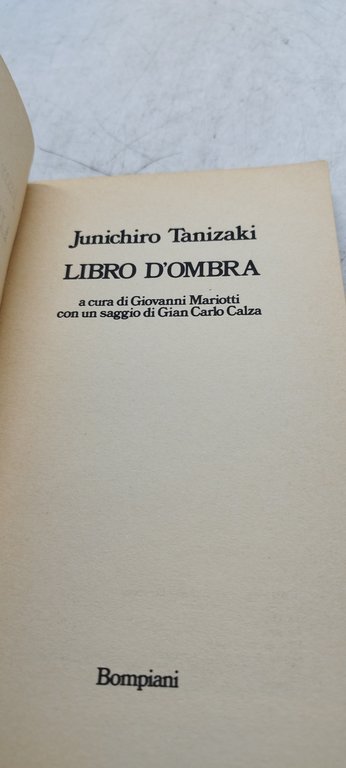 Junichiro Tanizaki
LIBRO D'OMBRA
a cura di Giovanni Mariotti
con un saggio di Gian Carlo Calza
Bompiani